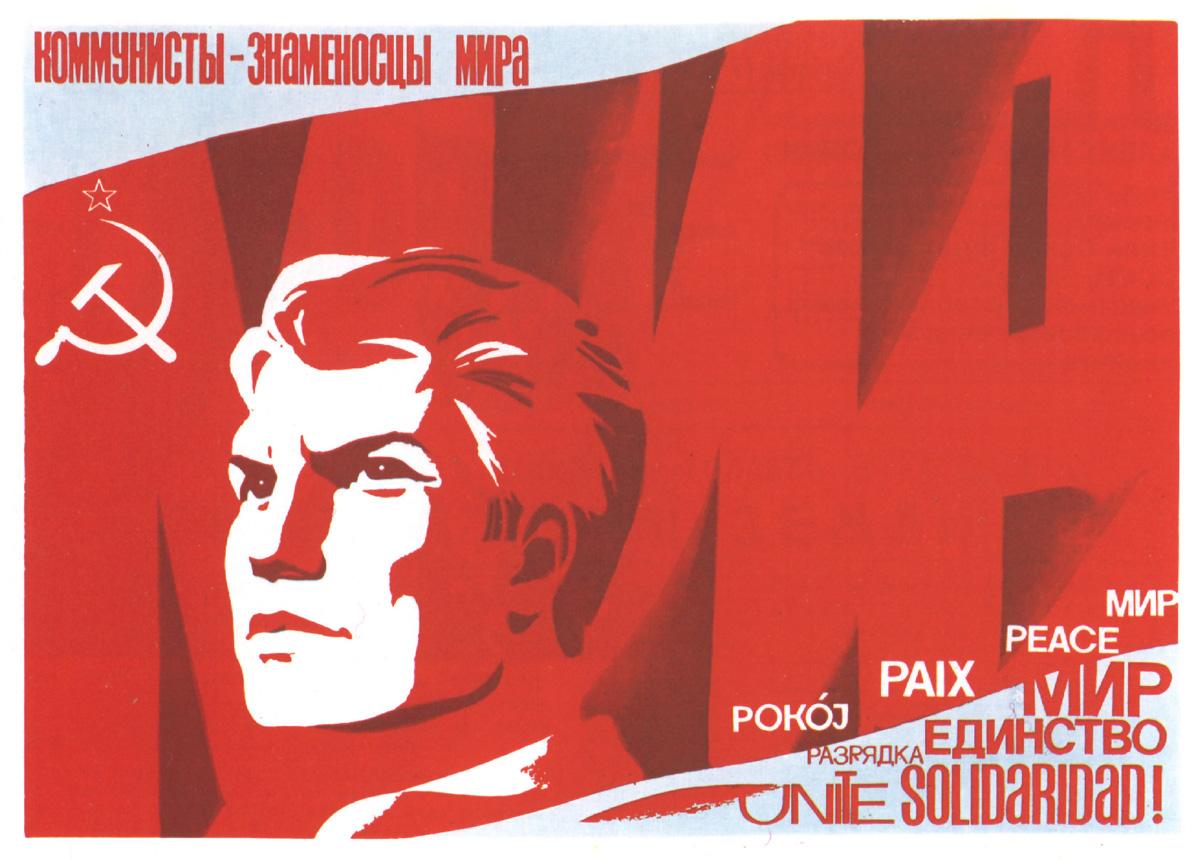 КОММУНИСТЫ-ЗНАМЕНОСЦЫ МИРА
МИР
МИР
PEACE
PAIX
МИР
POKÓJ
РАЗРЯДКА ЕДИНСТВО
UNITE SOLIDARIDAD!